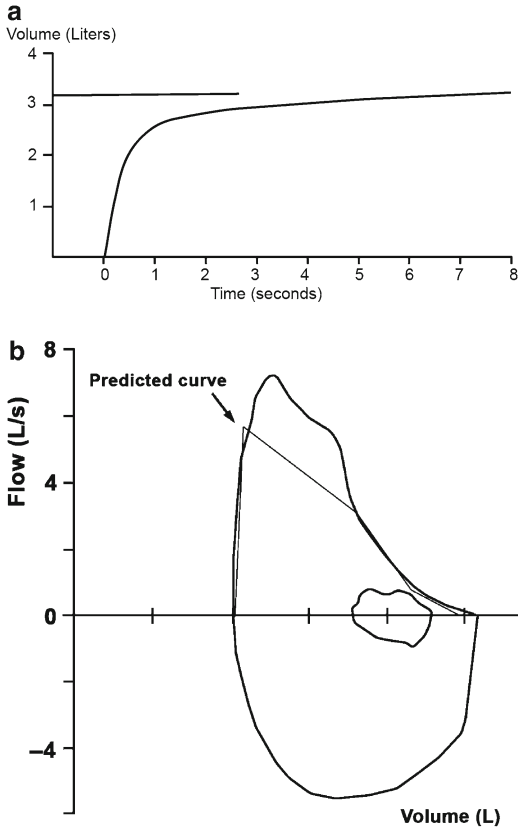 a
Volume (Liters)
4
3
2
1
0 1 2 3 4 5 6 7 8
Time (seconds)
b
8
Predicted curve
Flow (L/s)
4
0
–4
Volume (L)